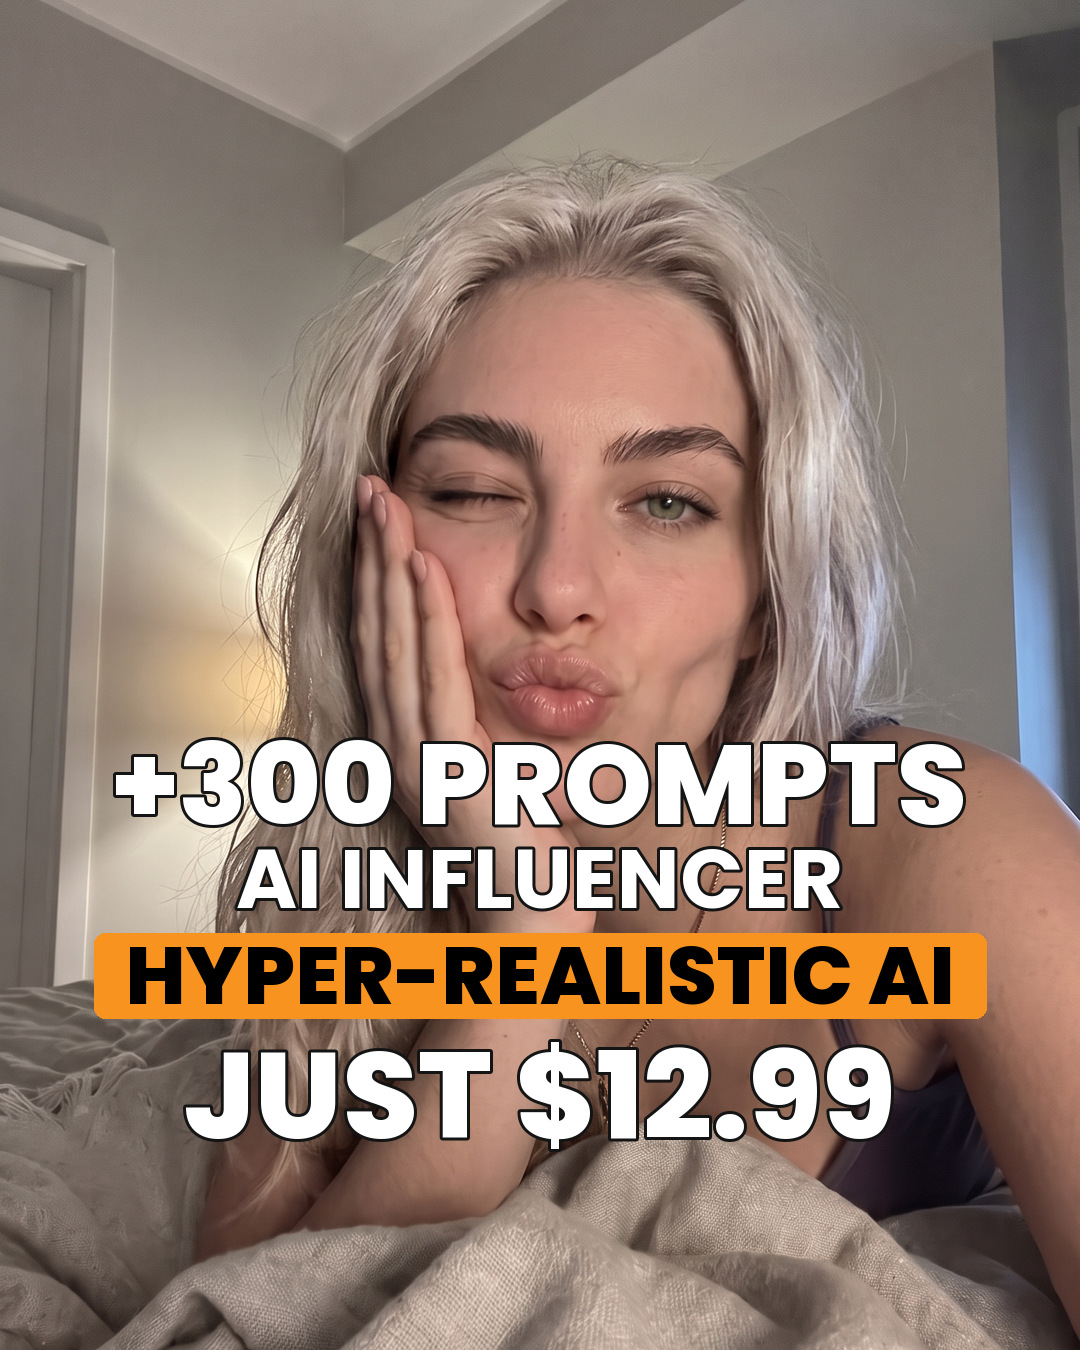 +300 PROMPTS
AI INFLUENCER
HYPER-REALISTIC AI
JUST $12.99